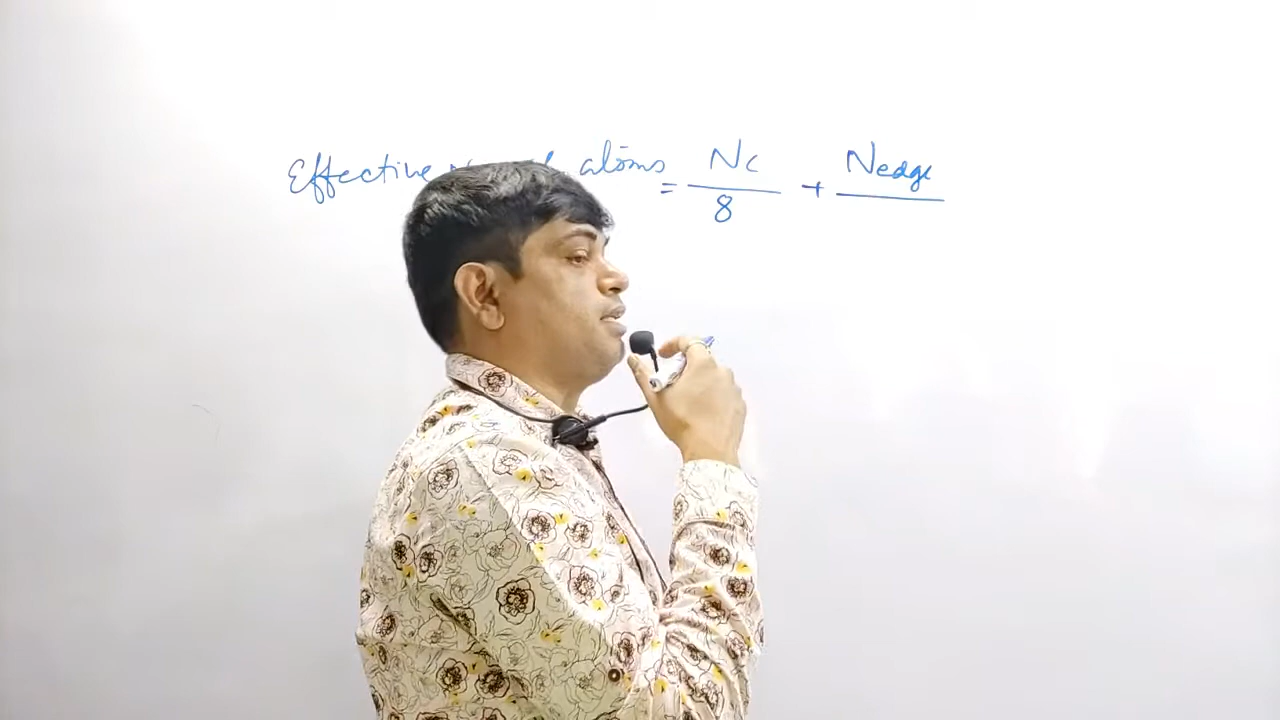 Effective atoms = Nc/8 + Nedge/